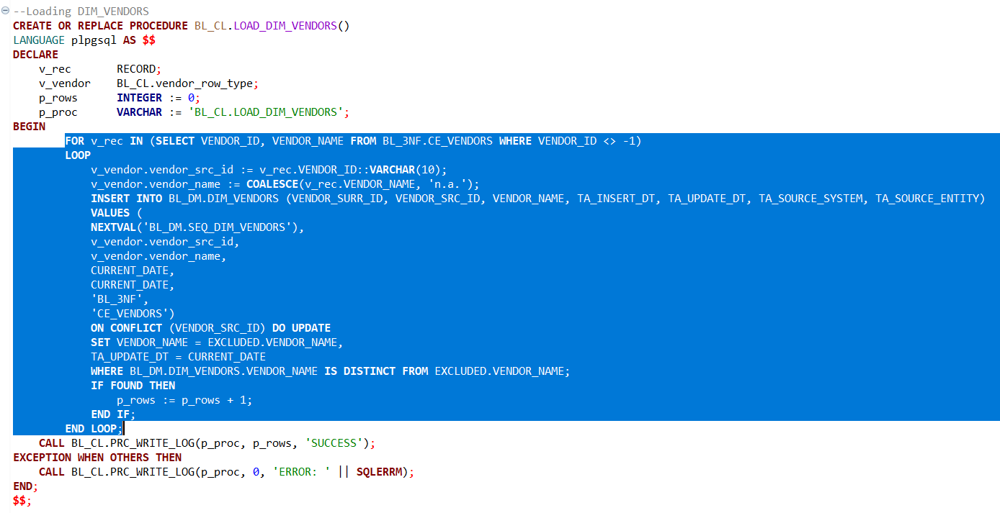 --Loading DIM_VENDORS
CREATE OR REPLACE PROCEDURE BL_CL.LOAD_DIM_VENDORS()
LANGUAGE plpgsql AS $$
DECLARE
    v_rec       RECORD;
    v_vendor    BL_CL.vendor_row_type;
    p_rows      INTEGER := 0;
    p_proc      VARCHAR := 'BL_CL.LOAD_DIM_VENDORS';
BEGIN
        FOR v_rec IN (SELECT VENDOR_ID, VENDOR_NAME FROM BL_3NF.CE_VENDORS WHERE VENDOR_ID <> -1)
        LOOP
            v_vendor.vendor_src_id := v_rec.VENDOR_ID::VARCHAR(10);
            v_vendor.vendor_name := COALESCE(v_rec.VENDOR_NAME, 'n.a.');
            INSERT INTO BL_DM.DIM_VENDORS (VENDOR_SURR_ID, VENDOR_SRC_ID, VENDOR_NAME, TA_INSERT_DT, TA_UPDATE_DT, TA_SOURCE_SYSTEM, TA_SOURCE_ENTITY)
            VALUES (
            NEXTVAL('BL_DM.SEQ_DIM_VENDORS'),
            v_vendor.vendor_src_id,
            v_vendor.vendor_name,
            CURRENT_DATE,
            CURRENT_DATE,
            'BL_3NF',
            'CE_VENDORS')
            ON CONFLICT (VENDOR_SRC_ID) DO UPDATE
            SET VENDOR_NAME = EXCLUDED.VENDOR_NAME,
            TA_UPDATE_DT = CURRENT_DATE
            WHERE BL_DM.DIM_VENDORS.VENDOR_NAME IS DISTINCT FROM EXCLUDED.VENDOR_NAME;
            IF FOUND THEN
                p_rows := p_rows + 1;
            END IF;
        END LOOP;
    CALL BL_CL.PRC_WRITE_LOG(p_proc, p_rows, 'SUCCESS');
EXCEPTION WHEN OTHERS THEN
    CALL BL_CL.PRC_WRITE_LOG(p_proc, 0, 'ERROR: ' || SQLERRM);
END;
$$;